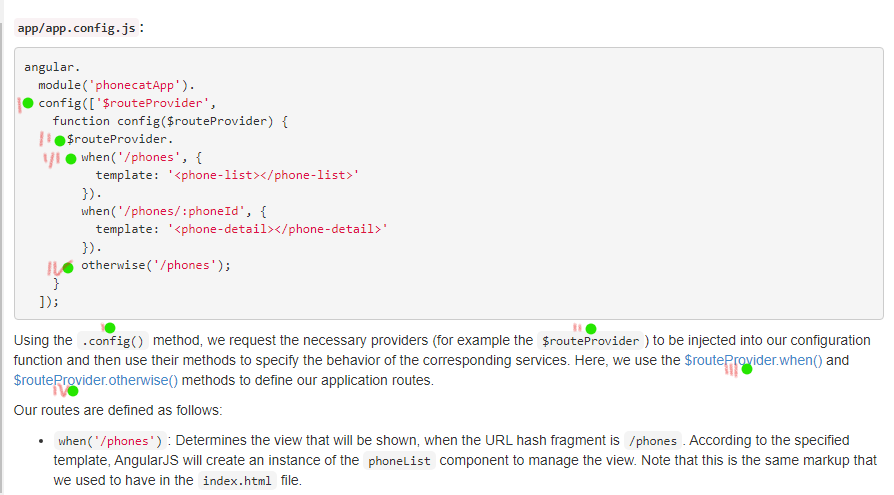 app/app.config.js :
angular.
module('phonecatApp').
config(['$routeProvider',
function config($routeProvider) {
$routeProvider.
when('/phones', {
template: '<phone-list></phone-list>'
}).
when('/phones/:phoneId', {
template: '<phone-detail></phone-detail>'
}).
otherwise('/phones');
}
]);
Using the .config() method, we request the necessary providers (for example the $routeProvider ) to be injected into our configuration
function and then use their methods to specify the behavior of the corresponding services. Here, we use the $routeProvider.when() and
$routeProvider.otherwise() methods to define our application routes.
Our routes are defined as follows:
• when('/phones') : Determines the view that will be shown, when the URL hash fragment is /phones . According to the specified
template, AngularJS will create an instance of the phoneList component to manage the view. Note that this is the same markup that
we used to have in the index.html file.